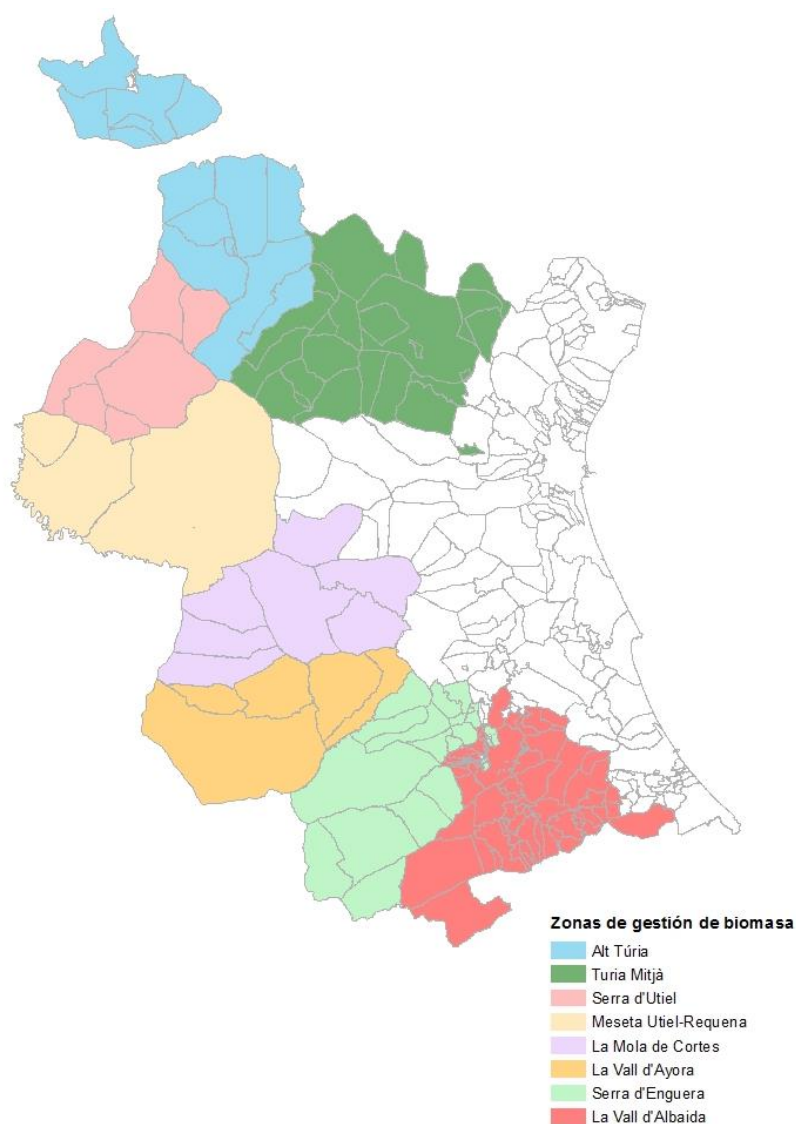 Zonas de gestión de biomasa
Alt Túria
Turia Mitjà
Serra d'Utiel
Meseta Utiel-Requena
La Mola de Cortes
La Vall d'Ayora
Serra d'Enguera
La Vall d'Albaida